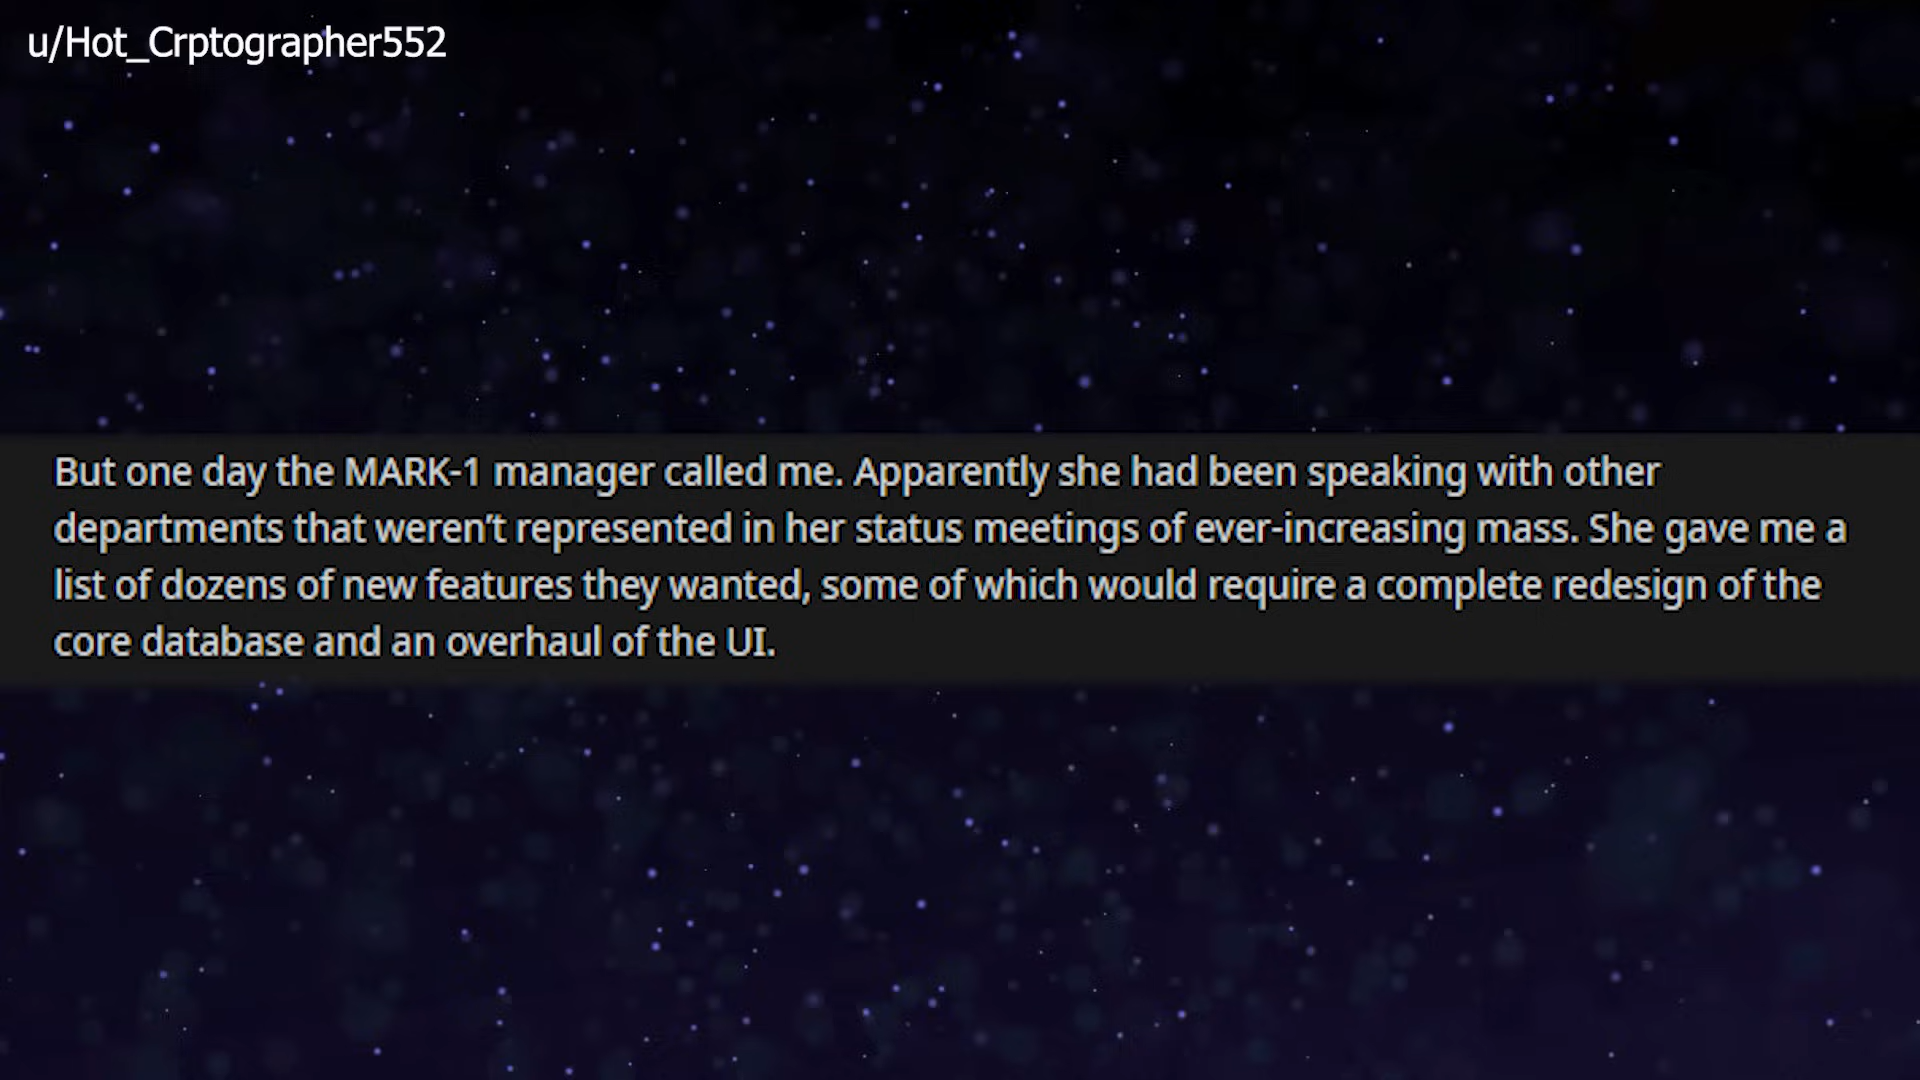 u/Hot_Crptographer552
But one day the MARK-1 manager called me. Apparently she had been speaking with other
departments that weren’t represented in her status meetings of ever-increasing mass. She gave me a
list of dozens of new features they wanted, some of which would require a complete redesign of the
core database and an overhaul of the UI.